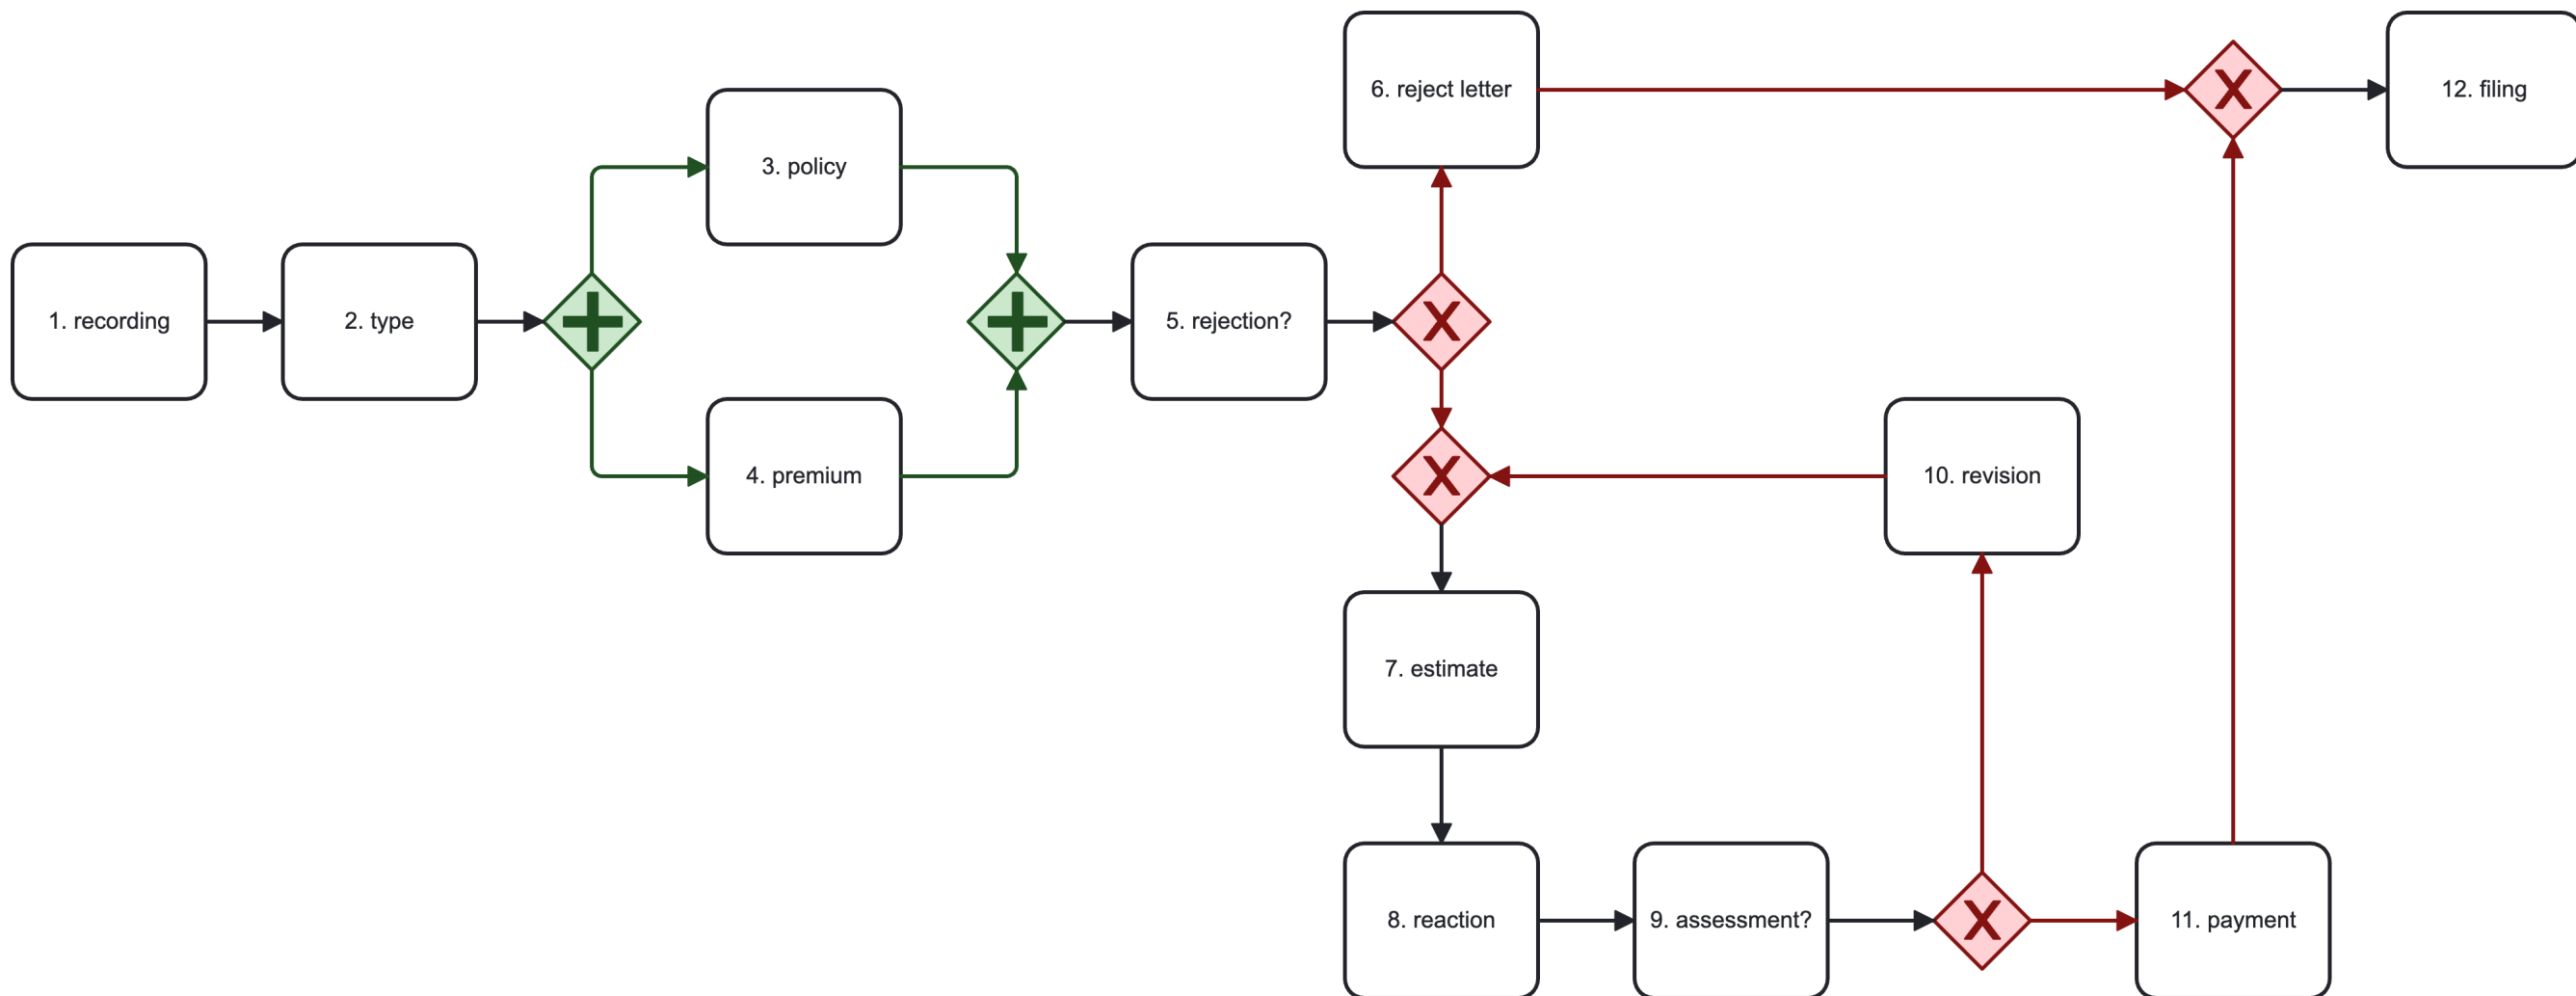 1. recording
2. type
3. policy
4. premium
5. rejection?
6. reject letter
X
X
7. estimate
8. reaction
9. assessment?
X
10. revision
11. payment
X
12. filing